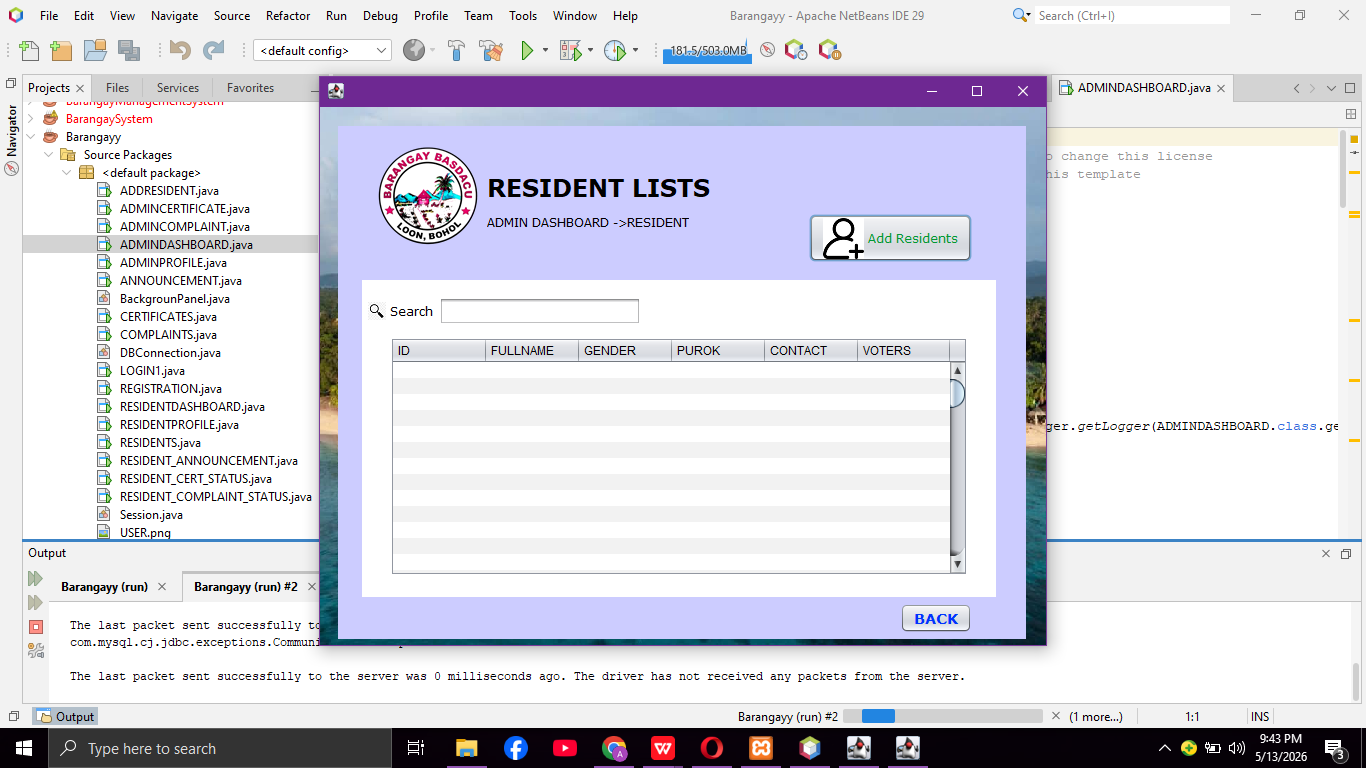 File Edit View Navigate Source Refactor Run Debug Profile Team Tools Window Help
Barangayy - Apache NetBeans IDE 29
Search (Ctrl+I)
<default config>
181.5/503.0MB
Projects
Files
Services
Favorites
ADMINDASHBOARD.java
Navigator
BarangayManagementSystem
BarangaySystem
Barangayy
Source Packages
<default package>
ADDRESIDENT.java
ADMINCERTIFICATE.java
ADMINCOMPLAINT.java
ADMINDASHBOARD.java
ADMINPROFILE.java
ANNOUNCEMENT.java
BackgrounPanel.java
CERTIFICATES.java
COMPLAINTS.java
DBConnection.java
LOGIN1.java
REGISTRATION.java
RESIDENTDASHBOARD.java
RESIDENTPROFILE.java
RESIDENTS.java
RESIDENT_ANNOUNCEMENT.java
RESIDENT_CERT_STATUS.java
RESIDENT_COMPLAINT_STATUS.java
Session.java
USER.png
BARANGAY BASDACU
LOON, BOHOL
RESIDENT LISTS
ADMIN DASHBOARD ->RESIDENT
Add Residents
Search
ID FULLNAME GENDER PUROK CONTACT VOTERS
BACK
o change this license
his template
ger.getLogger(ADMINDASHBOARD.class.ge
Output
Barangayy (run)
Barangayy (run) #2
The last packet sent successfully to
com.mysql.cj.jdbc.exceptions.Communi
The last packet sent successfully to the server was 0 milliseconds ago. The driver has not received any packets from the server.
Output
Barangayy (run) #2
(1 more...)
1:1
INS
Type here to search
9:43 PM
5/13/2026
3